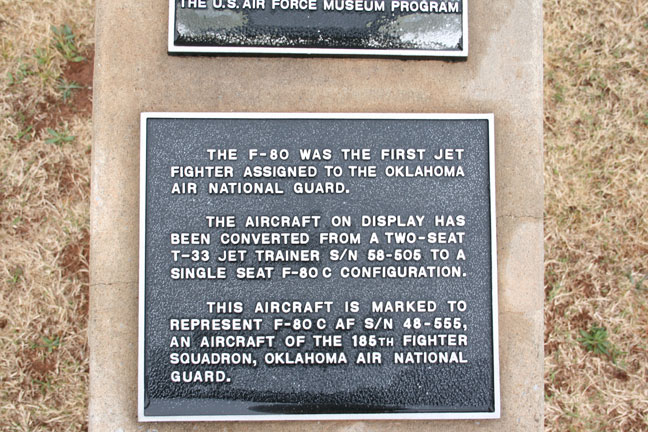 THE U.S. AIR FORCE MUSEUM PROGRAM
THE F-80 WAS THE FIRST JET
FIGHTER ASSIGNED TO THE OKLAHOMA
AIR NATIONAL GUARD.
THE AIRCRAFT ON DISPLAY HAS
BEEN CONVERTED FROM A TWO-SEAT
T-33 JET TRAINER S/N 58-505 TO A
SINGLE SEAT F-80 C CONFIGURATION.
THIS AIRCRAFT IS MARKED TO
REPRESENT F-80 C AF S/N 48-555,
AN AIRCRAFT OF THE 185TH FIGHTER
SQUADRON, OKLAHOMA AIR NATIONAL
GUARD.